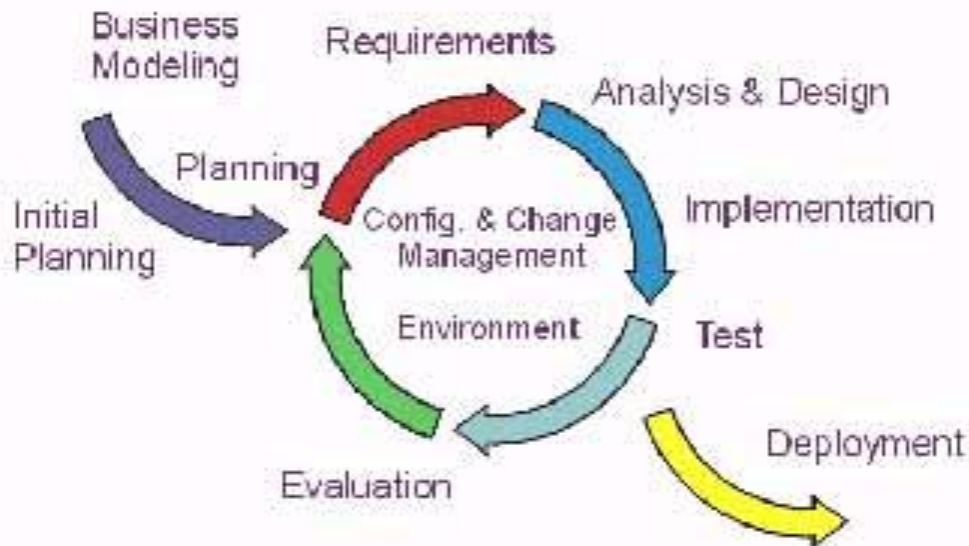 Business
Modeling
Requirements
Analysis & Design
Planning
Initial
Planning
Config. & Change
Management
Implementation
Environment
Test
Evaluation
Deployment